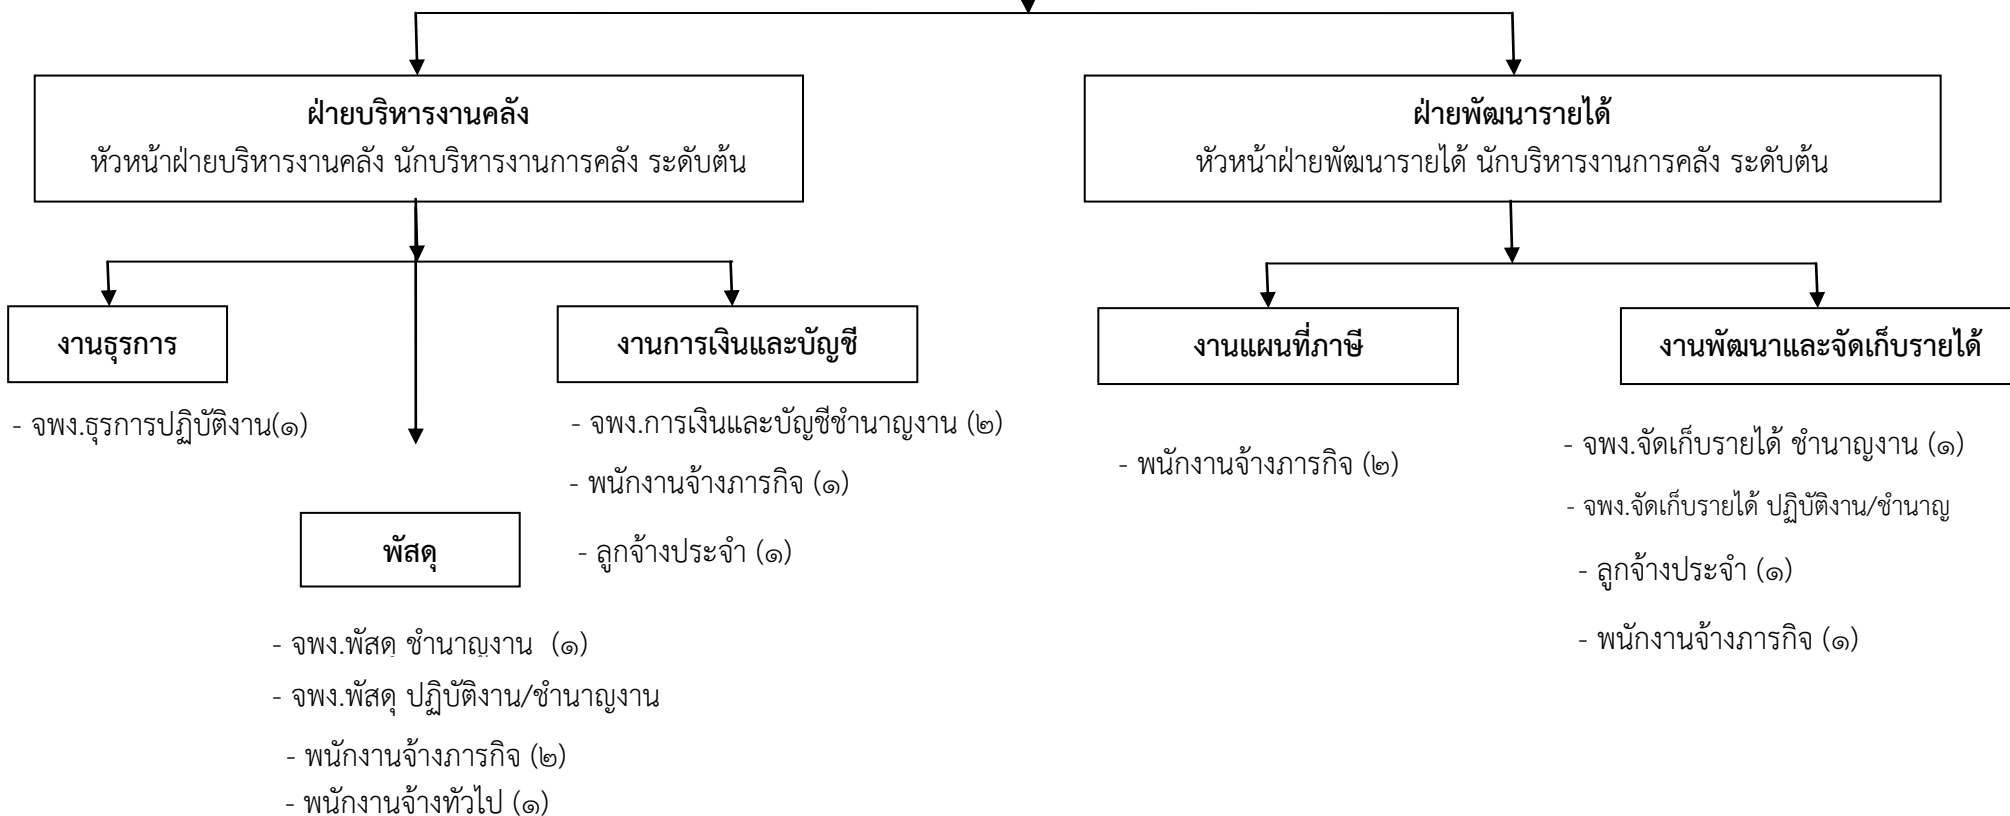 ฝ่ายบริหารงานคลัง
หัวหน้าฝ่ายบริหารงานคลัง นักบริหารงานการคลัง ระดับต้น
ฝ่ายพัฒนารายได้
หัวหน้าฝ่ายพัฒนารายได้ นักบริหารงานการคลัง ระดับต้น
งานธุรการ
- จพง.ธุรการปฏิบัติงาน(๑)
งานการเงินและบัญชี
- จพง.การเงินและบัญชีชำนาญงาน (๒)
- พนักงานจ้างภารกิจ (๑)
- ลูกจ้างประจำ (๑)
พัสดุ
- จพง.พัสดุ ชำนาญงาน (๑)
- จพง.พัสดุ ปฏิบัติงาน/ชำนาญงาน
- พนักงานจ้างภารกิจ (๒)
- พนักงานจ้างทั่วไป (๑)
งานแผนที่ภาษี
- พนักงานจ้างภารกิจ (๒)
งานพัฒนาและจัดเก็บรายได้
- จพง.จัดเก็บรายได้ ชำนาญงาน (๑)
- จพง.จัดเก็บรายได้ ปฏิบัติงาน/ชำนาญ
- ลูกจ้างประจำ (๑)
- พนักงานจ้างภารกิจ (๑)